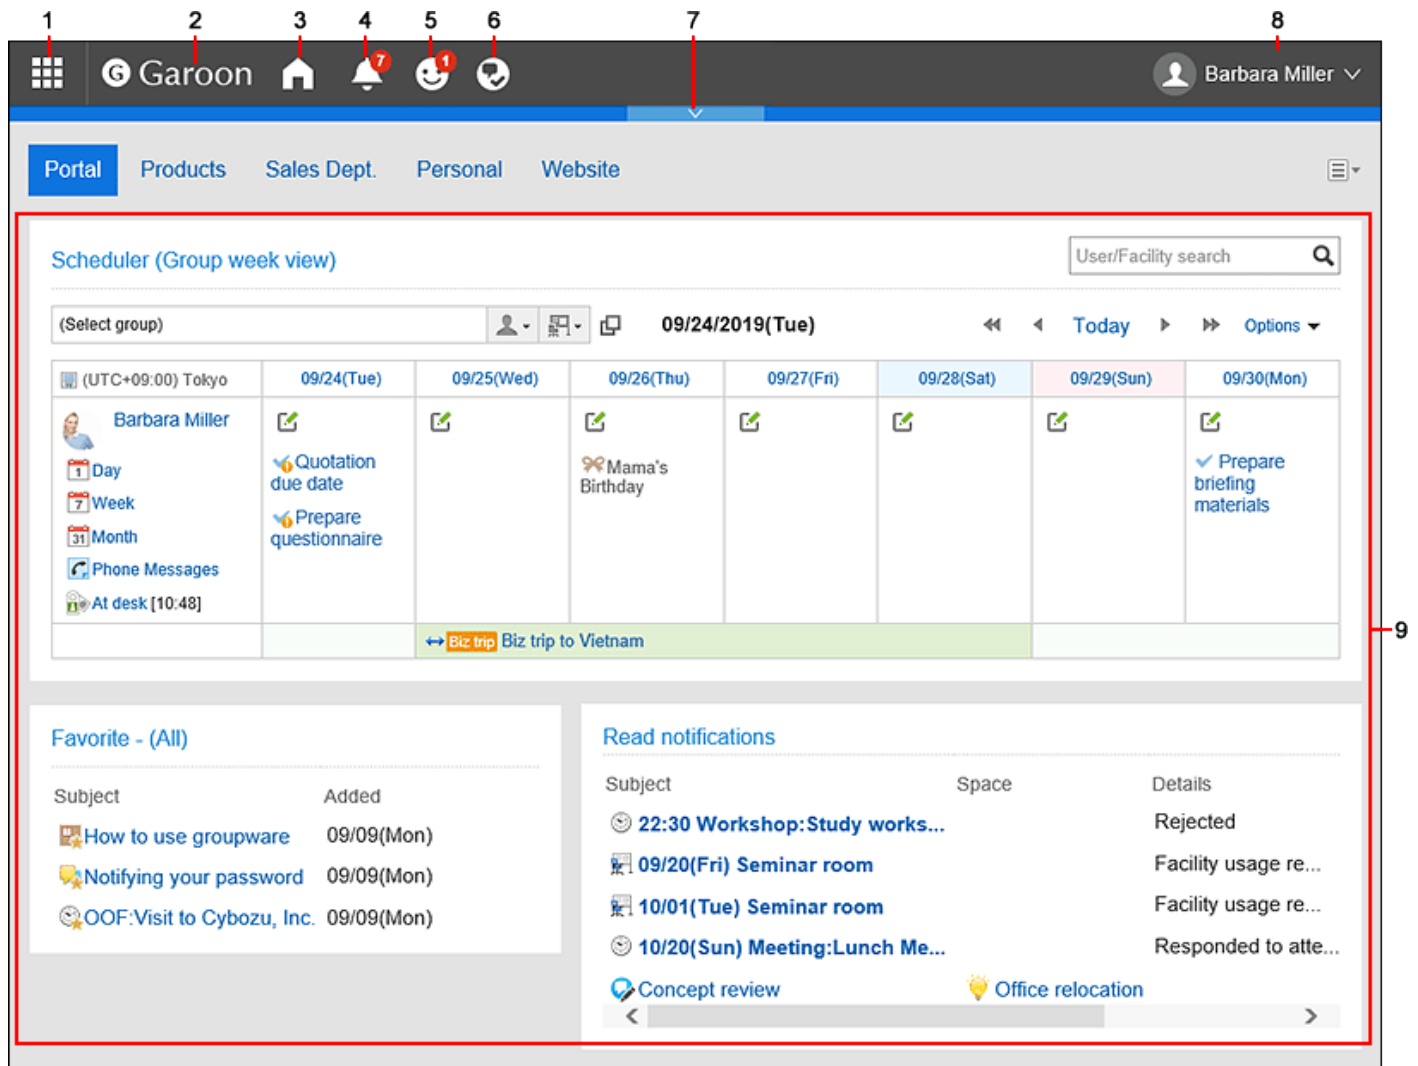 1 2 3 4 5 6 7 8
G Garoon 7 1 Barbara Miller
Portal Products Sales Dept. Personal Website
Scheduler (Group week view) User/Facility search
(Select group) 09/24/2019(Tue) Today Options
(UTC+09:00) Tokyo 09/24(Tue) 09/25(Wed) 09/26(Thu) 09/27(Fri) 09/28(Sat) 09/29(Sun) 09/30(Mon)
Barbara Miller
1 Day
7 Week
31 Month
Phone Messages
At desk [10:48]
Quotation
due date
Prepare
questionnaire
Mama's
Birthday
Prepare
briefing
materials
Biz trip Biz trip to Vietnam
9
Favorite - (All)
Subject Added
How to use groupware 09/09(Mon)
Notifying your password 09/09(Mon)
OOF:Visit to Cybozu, Inc. 09/09(Mon)
Read notifications
Subject Space Details
22:30 Workshop:Study works... Rejected
09/20(Fri) Seminar room Facility usage re...
10/01(Tue) Seminar room Facility usage re...
10/20(Sun) Meeting:Lunch Me... Responded to atte...
Concept review Office relocation